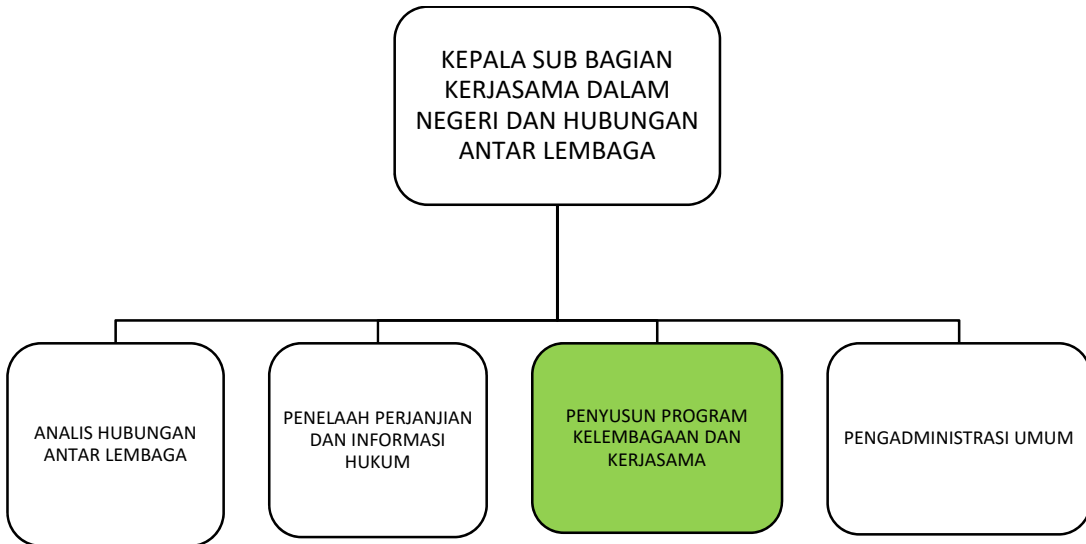 KEPALA SUB BAGIAN
KERJASAMA DALAM
NEGERI DAN HUBUNGAN
ANTAR LEMBAGA
ANALIS HUBUNGAN
ANTAR LEMBAGA
PENELAAH PERJANJIAN
DAN INFORMASI
HUKUM
PENYUSUN PROGRAM
KELEMBAGAAN DAN
KERJASAMA
PENGADMINISTRASI UMUM